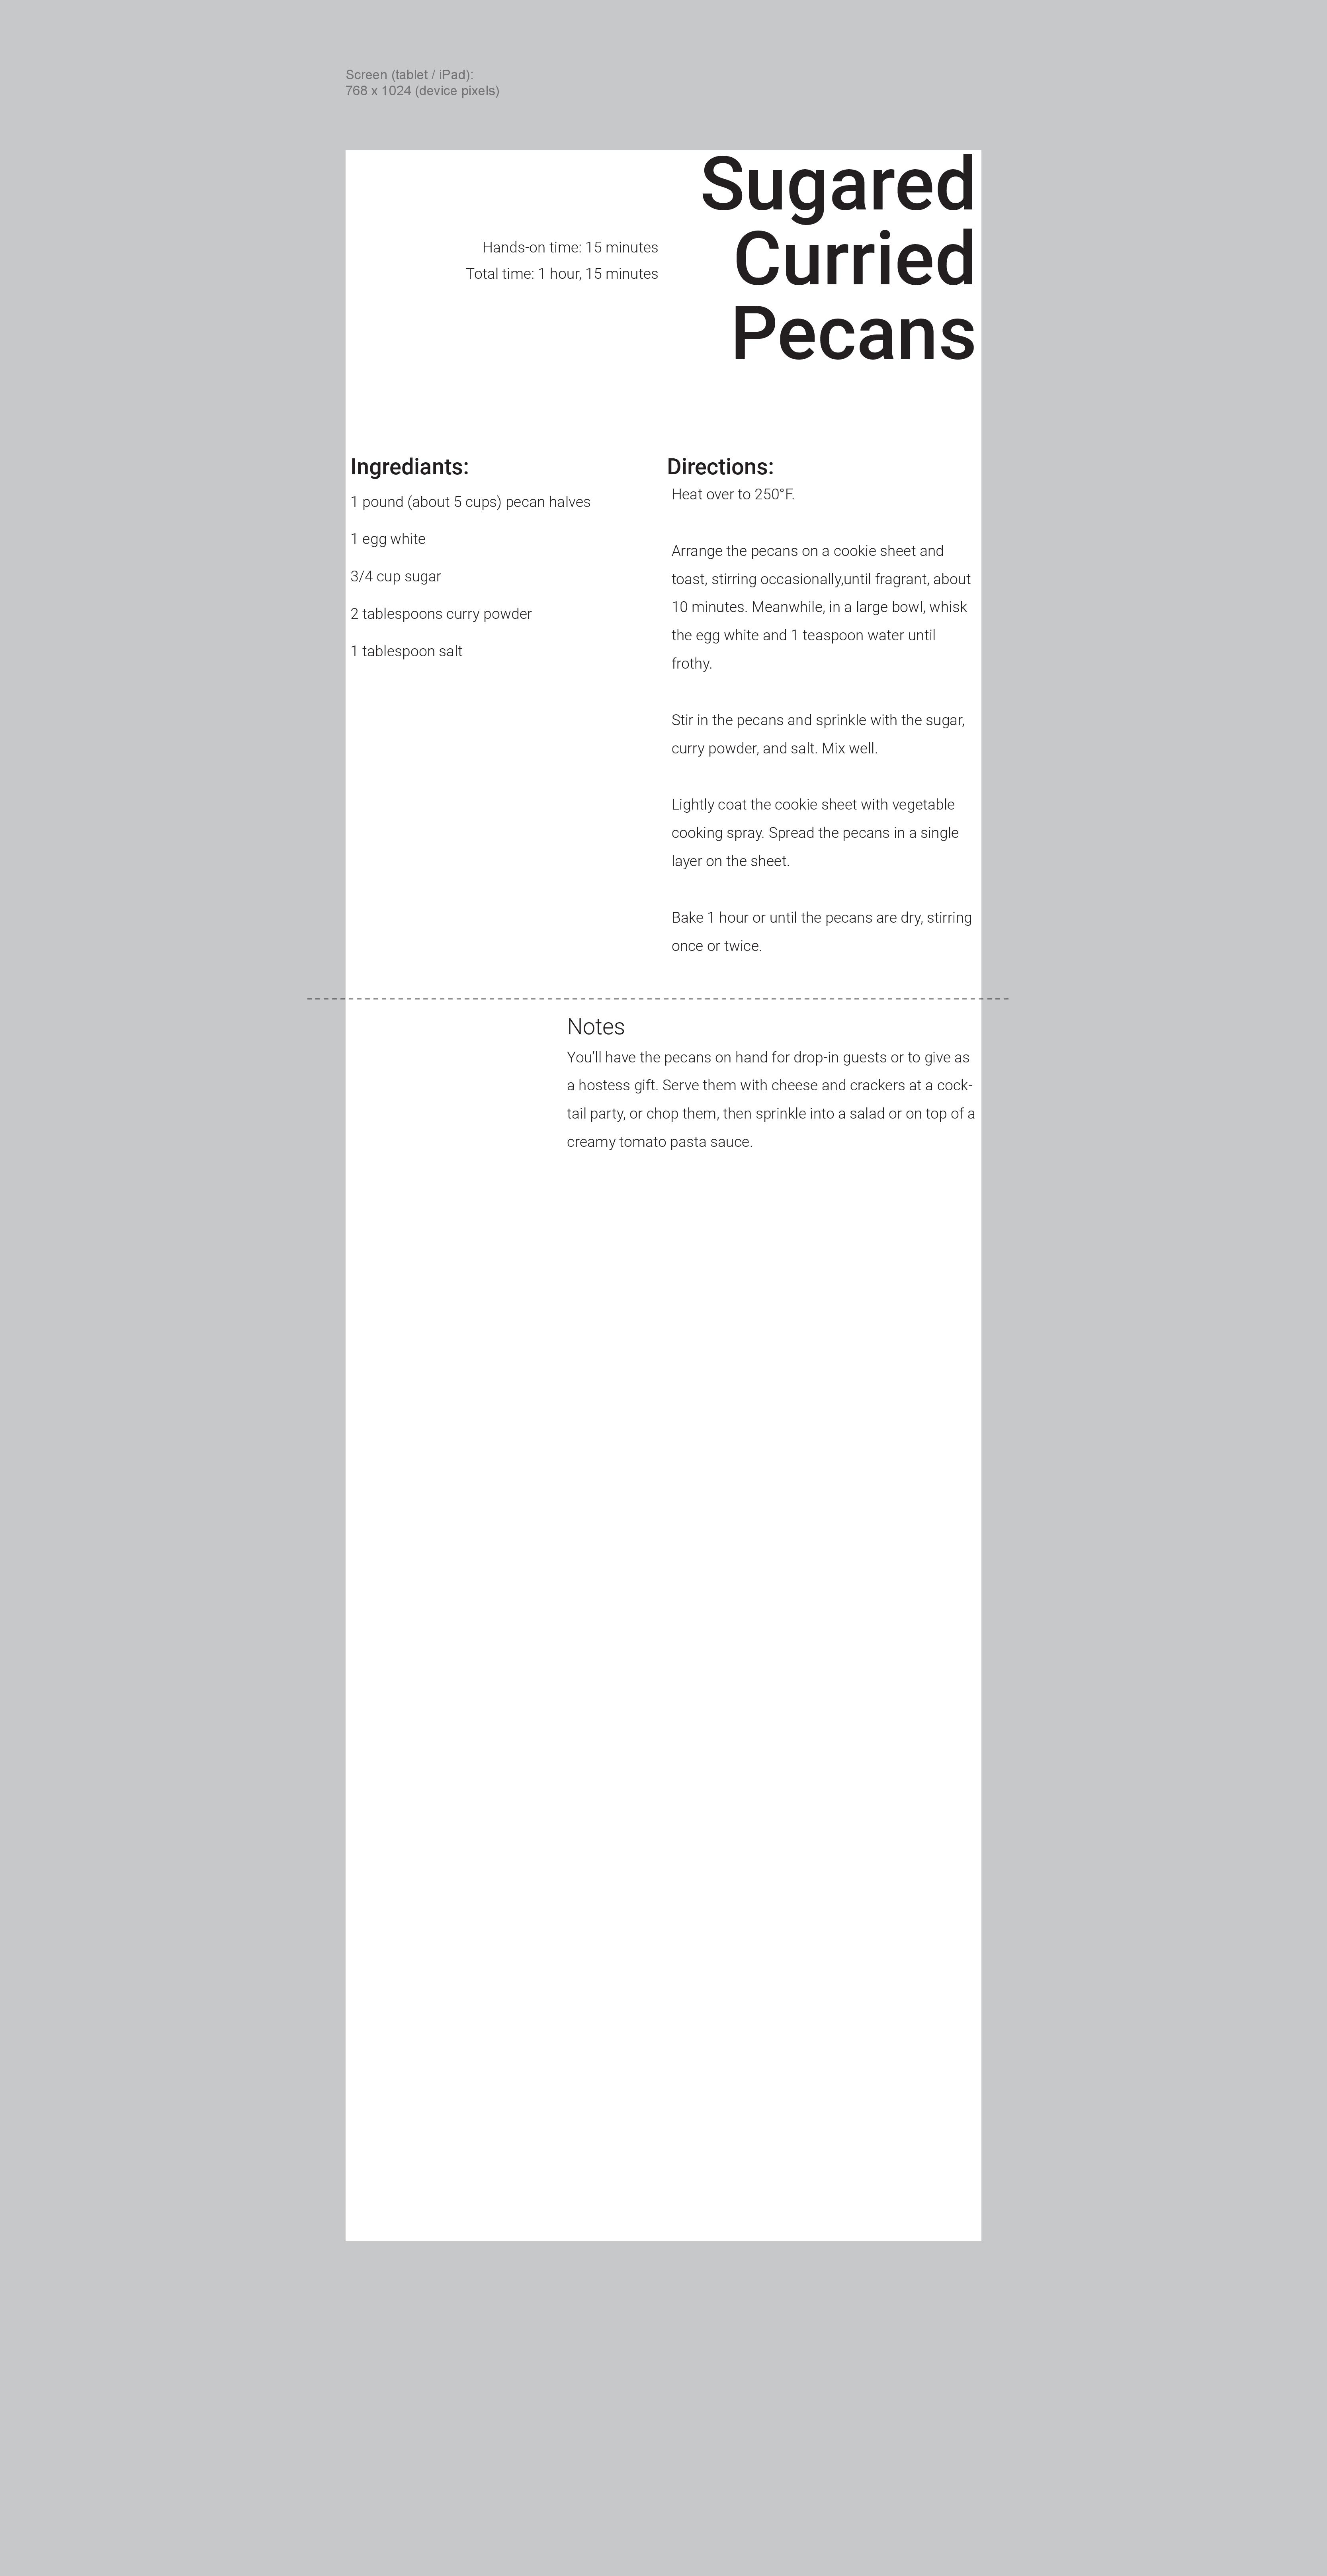 Screen (tablet / iPad):
768 x 1024 (device pixels)
Sugared
Curried
Pecans
Hands-on time: 15 minutes
Total time: 1 hour, 15 minutes
Ingrediants:
1 pound (about 5 cups) pecan halves
1 egg white
3/4 cup sugar
2 tablespoons curry powder
1 tablespoon salt
Directions:
Heat over to 250°F.
Arrange the pecans on a cookie sheet and
toast, stirring occasionally,until fragrant, about
10 minutes. Meanwhile, in a large bowl, whisk
the egg white and 1 teaspoon water until
frothy.
Stir in the pecans and sprinkle with the sugar,
curry powder, and salt. Mix well.
Lightly coat the cookie sheet with vegetable
cooking spray. Spread the pecans in a single
layer on the sheet.
Bake 1 hour or until the pecans are dry, stirring
once or twice.
Notes
You’ll have the pecans on hand for drop-in guests or to give as
a hostess gift. Serve them with cheese and crackers at a cock-
tail party, or chop them, then sprinkle into a salad or on top of a
creamy tomato pasta sauce.